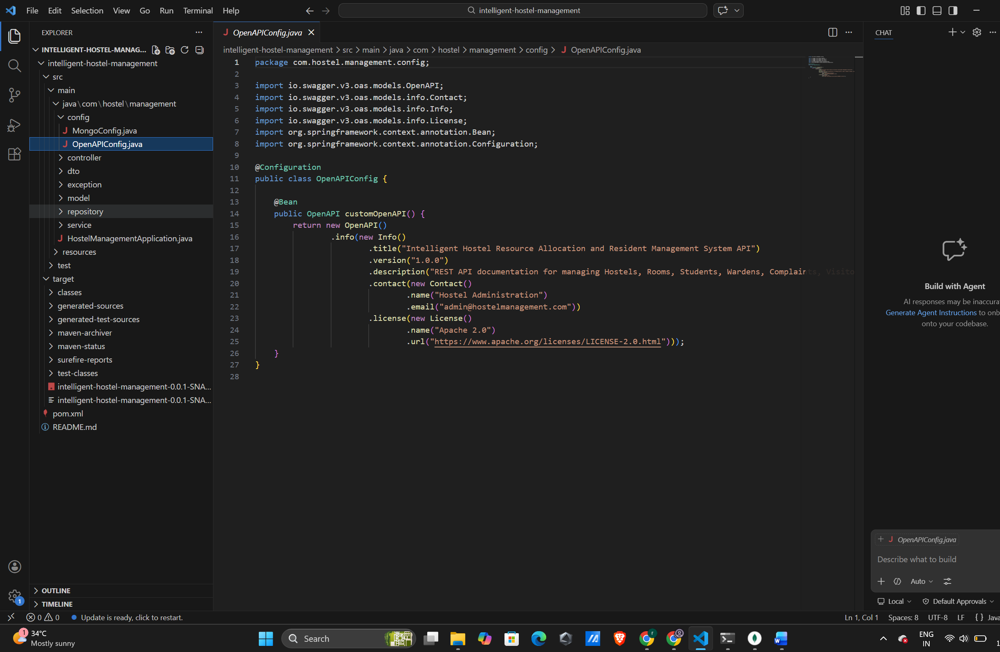 File Edit Selection View Go Run Terminal Help
intelligent-hostel-management
EXPLORER
INTELLIGENT-HOSTEL-MANAG...
intelligent-hostel-management
src
main
java\com\hostel\management
config
MongoConfig.java
OpenAPIConfig.java
controller
dto
exception
model
repository
service
HostelManagementApplication.java
resources
test
target
classes
generated-sources
generated-test-sources
maven-archiver
maven-status
surefire-reports
test-classes
intelligent-hostel-management-0.0.1-SNA...
intelligent-hostel-management-0.0.1-SNA...
pom.xml
README.md
OUTLINE
TIMELINE
OpenAPIConfig.java
intelligent-hostel-management > src > main > java > com > hostel > management > config > OpenAPIConfig.java
1 package com.hostel.management.config;
2
3 import io.swagger.v3.oas.models.OpenAPI;
4 import io.swagger.v3.oas.models.info.Contact;
5 import io.swagger.v3.oas.models.info.Info;
6 import io.swagger.v3.oas.models.info.License;
7 import org.springframework.context.annotation.Bean;
8 import org.springframework.context.annotation.Configuration;
9
10 @Configuration
11 public class OpenAPIConfig {
12
13 @Bean
14 public OpenAPI customOpenAPI() {
15 return new OpenAPI()
16 .info(new Info()
17 .title("Intelligent Hostel Resource Allocation and Resident Management System API")
18 .version("1.0.0")
19 .description("REST API documentation for managing Hostels, Rooms, Students, Wardens, Complaints, Visito
20 .contact(new Contact()
21 .name("Hostel Administration")
22 .email("admin@hostelmanagement.com"))
23 .license(new License()
24 .name("Apache 2.0")
25 .url("https://www.apache.org/licenses/LICENSE-2.0.html")));
26 }
27 }
28
CHAT
Build with Agent
AI responses may be inaccura
Generate Agent Instructions to onb
onto your codebase.
OpenAPIConfig.java
Describe what to build
Auto
Local Default Approvals
1
0 0 Update is ready, click to restart.
Ln 1, Col 1 Spaces: 8 UTF-8 LF { } Java
1
34°C
Mostly sunny
Search
r
W
ENG
IN
1